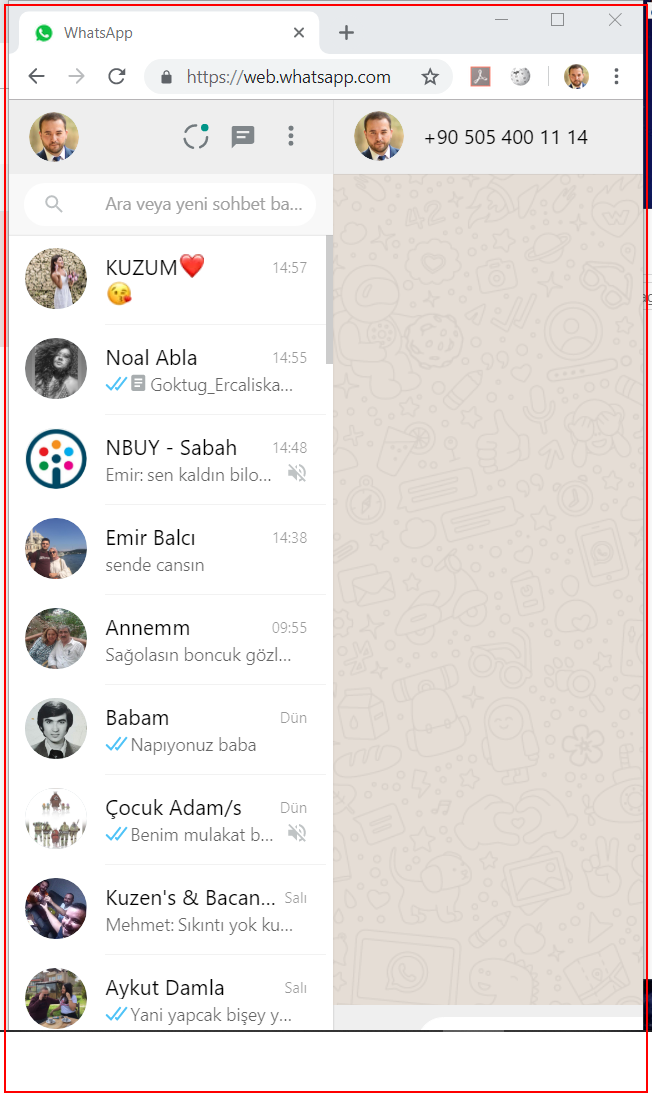 WhatsApp
https://web.whatsapp.com
+90 505 400 11 14
Ara veya yeni sohbet ba...
KUZUM❤️ 14:57
😘
Noal Abla 14:55
Goktug_Ercaliska...
NBUY - Sabah 14:48
Emir: sen kaldın bilo...
Emir Balcı 14:38
sende cansın
Annemm 09:55
Sağolasın boncuk gözl...
Babam Dün
Napıyonuz baba
Çocuk Adam/s Dün
Benim mulakat b...
Kuzen's & Bacan... Salı
Mehmet: Sıkıntı yok ku...
Aykut Damla Salı
Yani yapcak bişey y...